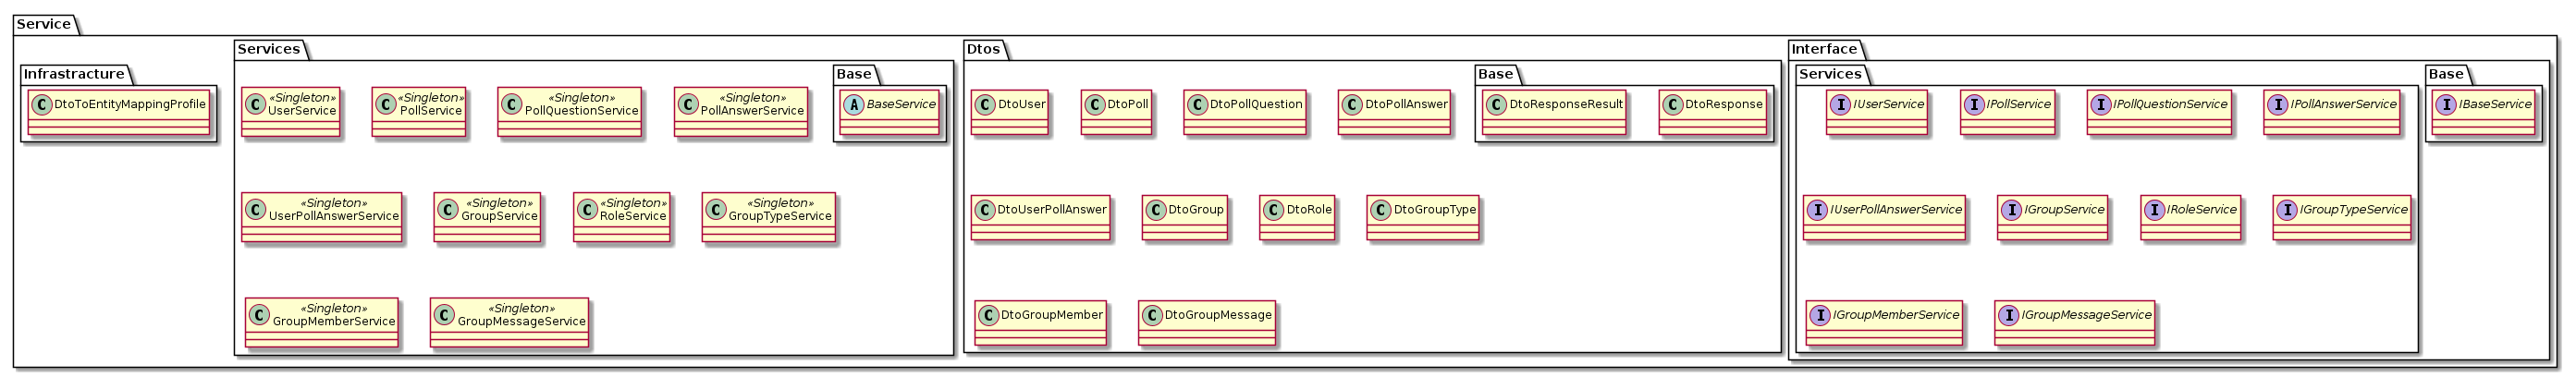 Service
Infrastracture
C DtoToEntityMappingProfile
Services
C «Singleton»
UserService
C «Singleton»
PollService
C «Singleton»
PollQuestionService
C «Singleton»
PollAnswerService
Base
A BaseService
C «Singleton»
UserPollAnswerService
C «Singleton»
GroupService
C «Singleton»
RoleService
C «Singleton»
GroupTypeService
C «Singleton»
GroupMemberService
C «Singleton»
GroupMessageService
Dtos
C DtoUser
C DtoPoll
C DtoPollQuestion
C DtoPollAnswer
Base
C DtoResponseResult
C DtoResponse
C DtoUserPollAnswer
C DtoGroup
C DtoRole
C DtoGroupType
C DtoGroupMember
C DtoGroupMessage
Interface
Services
I IUserService
I IPollService
I IPollQuestionService
I IPollAnswerService
I IUserPollAnswerService
I IGroupService
I IRoleService
I IGroupTypeService
I IGroupMemberService
I IGroupMessageService
Base
I IBaseService